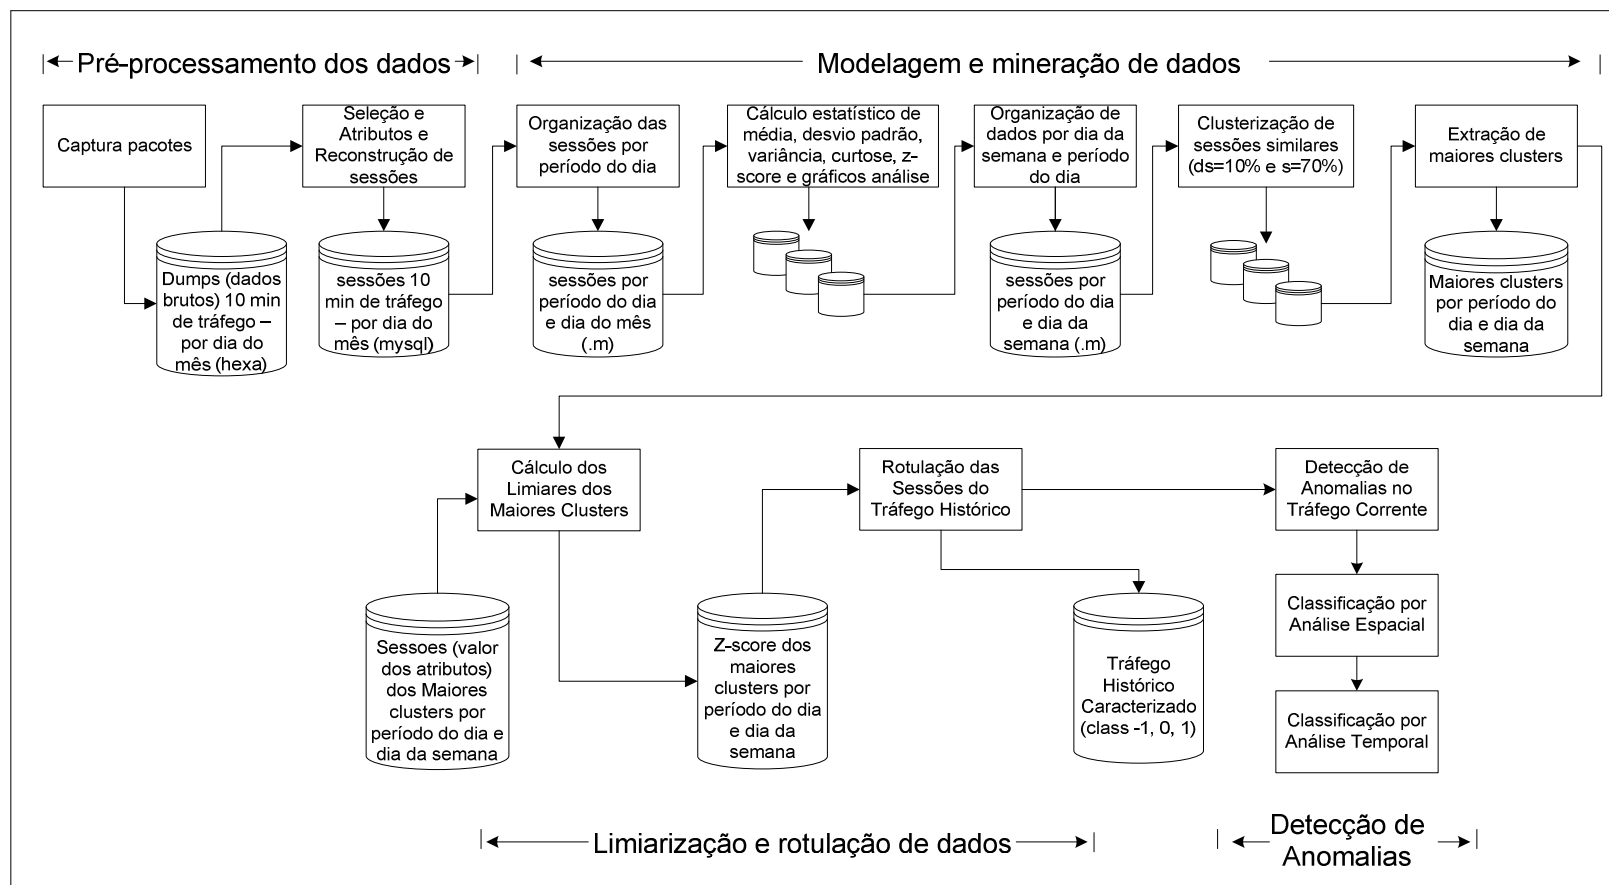 Pré-processamento dos dados
Modelagem e mineração de dados
Captura pacotes
Seleção e
Atributos e
Reconstrução de
sessões
Organização das
sessões por
período do dia
Cálculo estatístico de
média, desvio padrão,
variância, curtose, z-
score e gráficos análise
Organização de
dados por dia da
semana e período
do dia
Clusterização de
sessões similares
(ds=10% e s=70%)
Extração de
maiores clusters
Dumps (dados
brutos) 10 min
de tráfego –
por dia do
mês (hexa)
sessões 10
min de tráfego
– por dia do
mês (mysql)
sessões por
período do dia
e dia do mês
(.m)
sessões por
período do dia
e dia da
semana (.m)
Maiores clusters
por período do
dia e dia da
semana
Cálculo dos
Limiares dos
Maiores Clusters
Rotulação das
Sessões do
Tráfego Histórico
Detecção de
Anomalias no
Tráfego Corrente
Classificação por
Análise Espacial
Sessoes (valor
dos atributos)
dos Maiores
clusters por
período do dia e
dia da semana
Z-score dos
maiores
clusters por
período do dia
e dia da
semana
Tráfego
Histórico
Caracterizado
(class -1, 0, 1)
Classificação por
Análise Temporal
Limiarização e rotulação de dados
Detecção de
Anomalias